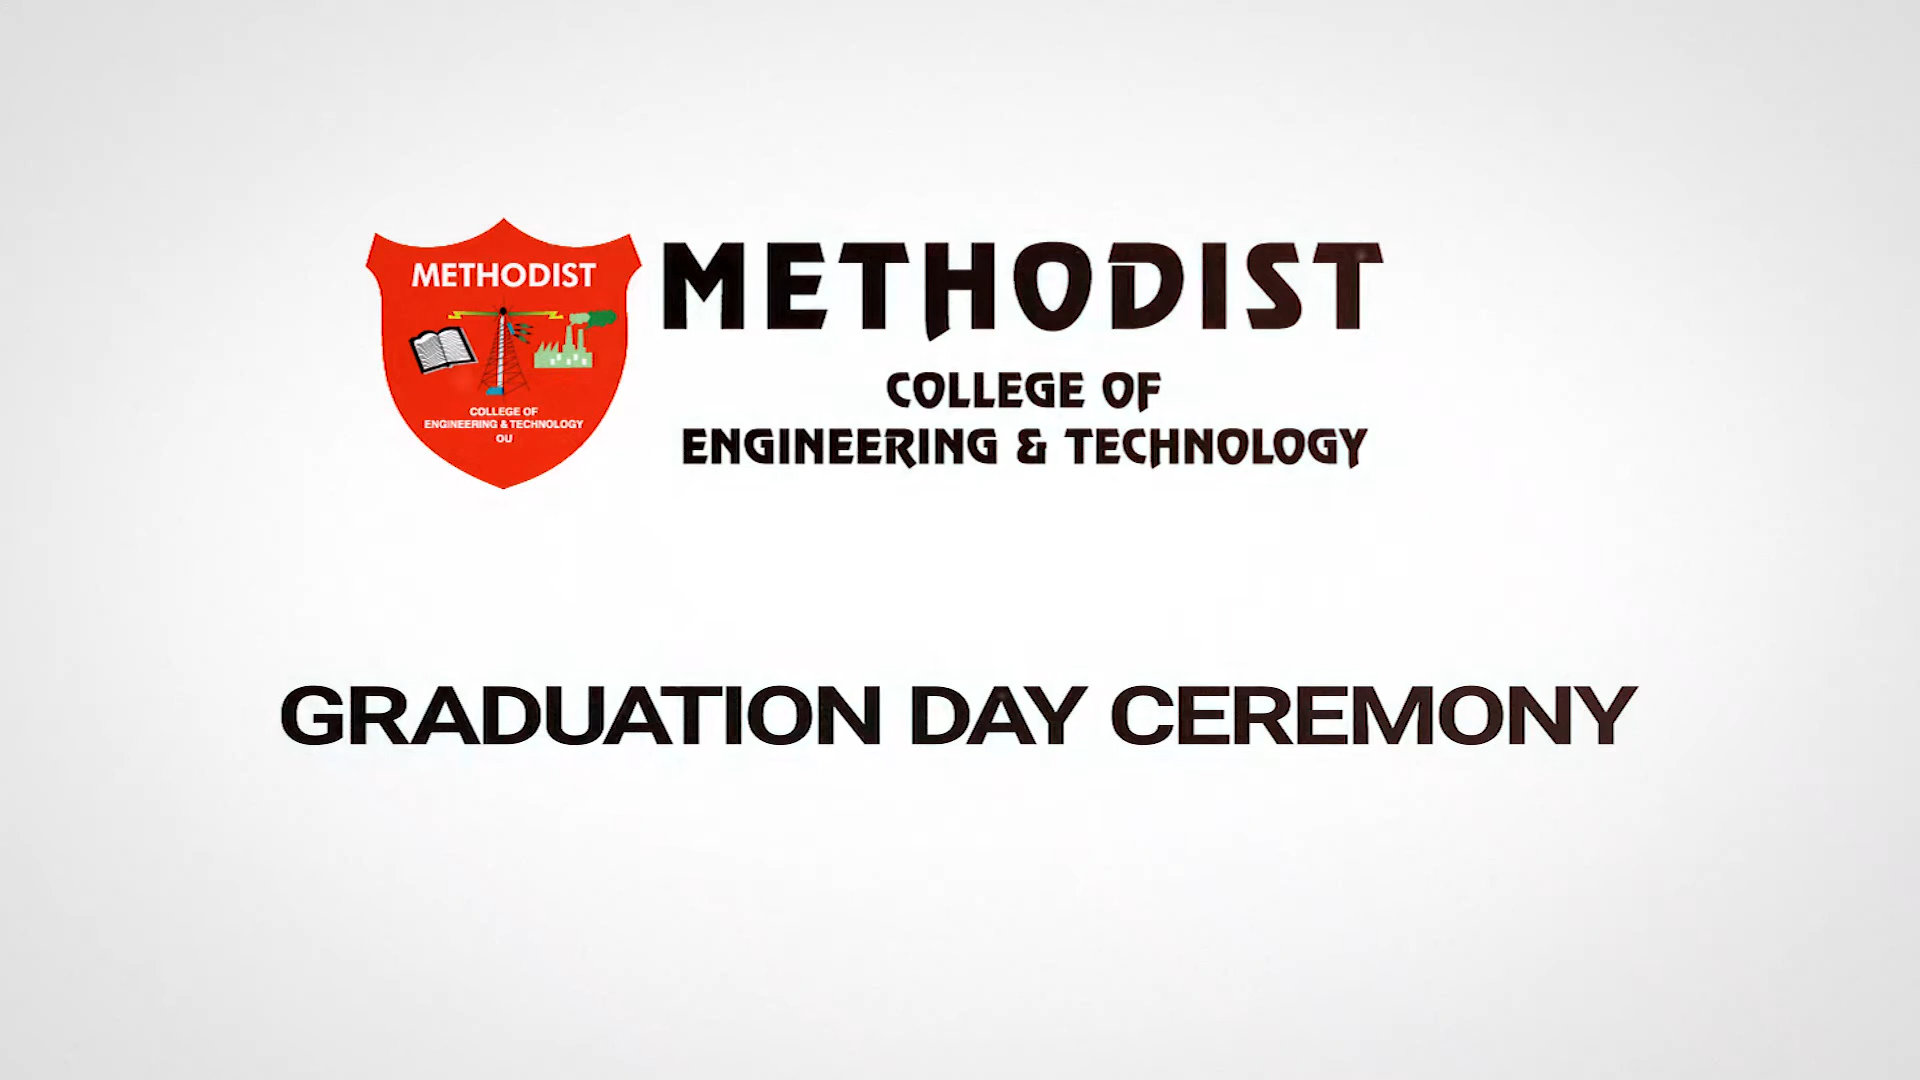 METHODIST
COLLEGE OF
ENGINEERING & TECHNOLOGY
OU
METHODIST
COLLEGE OF
ENGINEERING & TECHNOLOGY
GRADUATION DAY CEREMONY